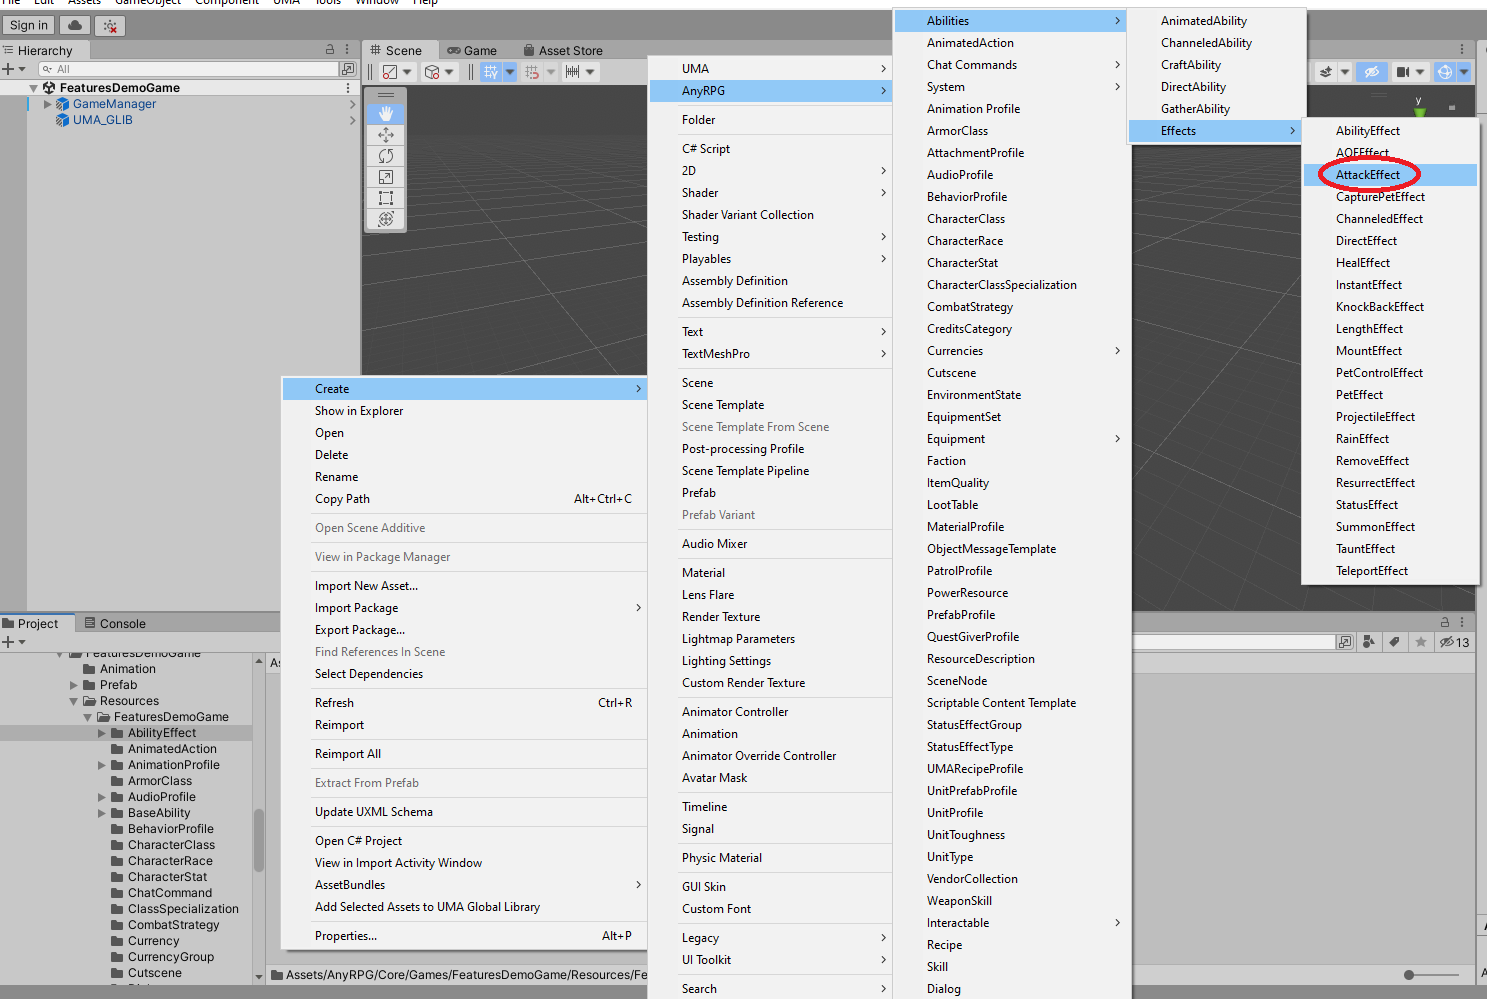 File Edit Assets GameObject Component UMA Tools Window Help
Sign in
Hierarchy
All
FeaturesDemoGame
GameManager
UMA_GLIB
Scene Game Asset Store
y
Create
Show in Explorer
Open
Delete
Rename
Copy Path Alt+Ctrl+C
Open Scene Additive
View in Package Manager
Import New Asset...
Import Package
Export Package...
Find References In Scene
Select Dependencies
Refresh Ctrl+R
Reimport
Reimport All
Extract From Prefab
Update UXML Schema
Open C# Project
View in Import Activity Window
AssetBundles
Add Selected Assets to UMA Global Library
Properties... Alt+P
UMA
AnyRPG
Folder
C# Script
2D
Shader
Shader Variant Collection
Testing
Playables
Assembly Definition
Assembly Definition Reference
Text
TextMeshPro
Scene
Scene Template
Scene Template From Scene
Post-processing Profile
Scene Template Pipeline
Prefab
Prefab Variant
Audio Mixer
Material
Lens Flare
Render Texture
Lightmap Parameters
Lighting Settings
Custom Render Texture
Animator Controller
Animation
Animator Override Controller
Avatar Mask
Timeline
Signal
Physic Material
GUI Skin
Custom Font
Legacy
UI Toolkit
Search
Abilities
AnimatedAction
Chat Commands
System
Animation Profile
ArmorClass
AttachmentProfile
AudioProfile
BehaviorProfile
CharacterClass
CharacterRace
CharacterStat
CharacterClassSpecialization
CombatStrategy
CreditsCategory
Currencies
Cutscene
EnvironmentState
EquipmentSet
Equipment
Faction
ItemQuality
LootTable
MaterialProfile
ObjectMessageTemplate
PatrolProfile
PowerResource
PrefabProfile
QuestGiverProfile
ResourceDescription
SceneNode
Scriptable Content Template
StatusEffectGroup
StatusEffectType
UMARecipeProfile
UnitPrefabProfile
UnitProfile
UnitToughness
UnitType
VendorCollection
WeaponSkill
Interactable
Recipe
Skill
Dialog
AnimatedAbility
ChanneledAbility
CraftAbility
DirectAbility
GatherAbility
Effects
AbilityEffect
AOEEffect
AttackEffect
CapturePetEffect
ChanneledEffect
DirectEffect
HealEffect
InstantEffect
KnockBackEffect
LengthEffect
MountEffect
PetControlEffect
PetEffect
ProjectileEffect
RainEffect
RemoveEffect
ResurrectEffect
StatusEffect
SummonEffect
TauntEffect
TeleportEffect
Project Console
13
FeaturesDemoGame
Animation
Prefab
Resources
FeaturesDemoGame
AbilityEffect
AnimatedAction
AnimationProfile
ArmorClass
AudioProfile
BaseAbility
BehaviorProfile
CharacterClass
CharacterRace
CharacterStat
ChatCommand
ClassSpecialization
CombatStrategy
Currency
CurrencyGroup
Cutscene
Assets/AnyRPG/Core/Games/FeaturesDemoGame/Resources/Fe